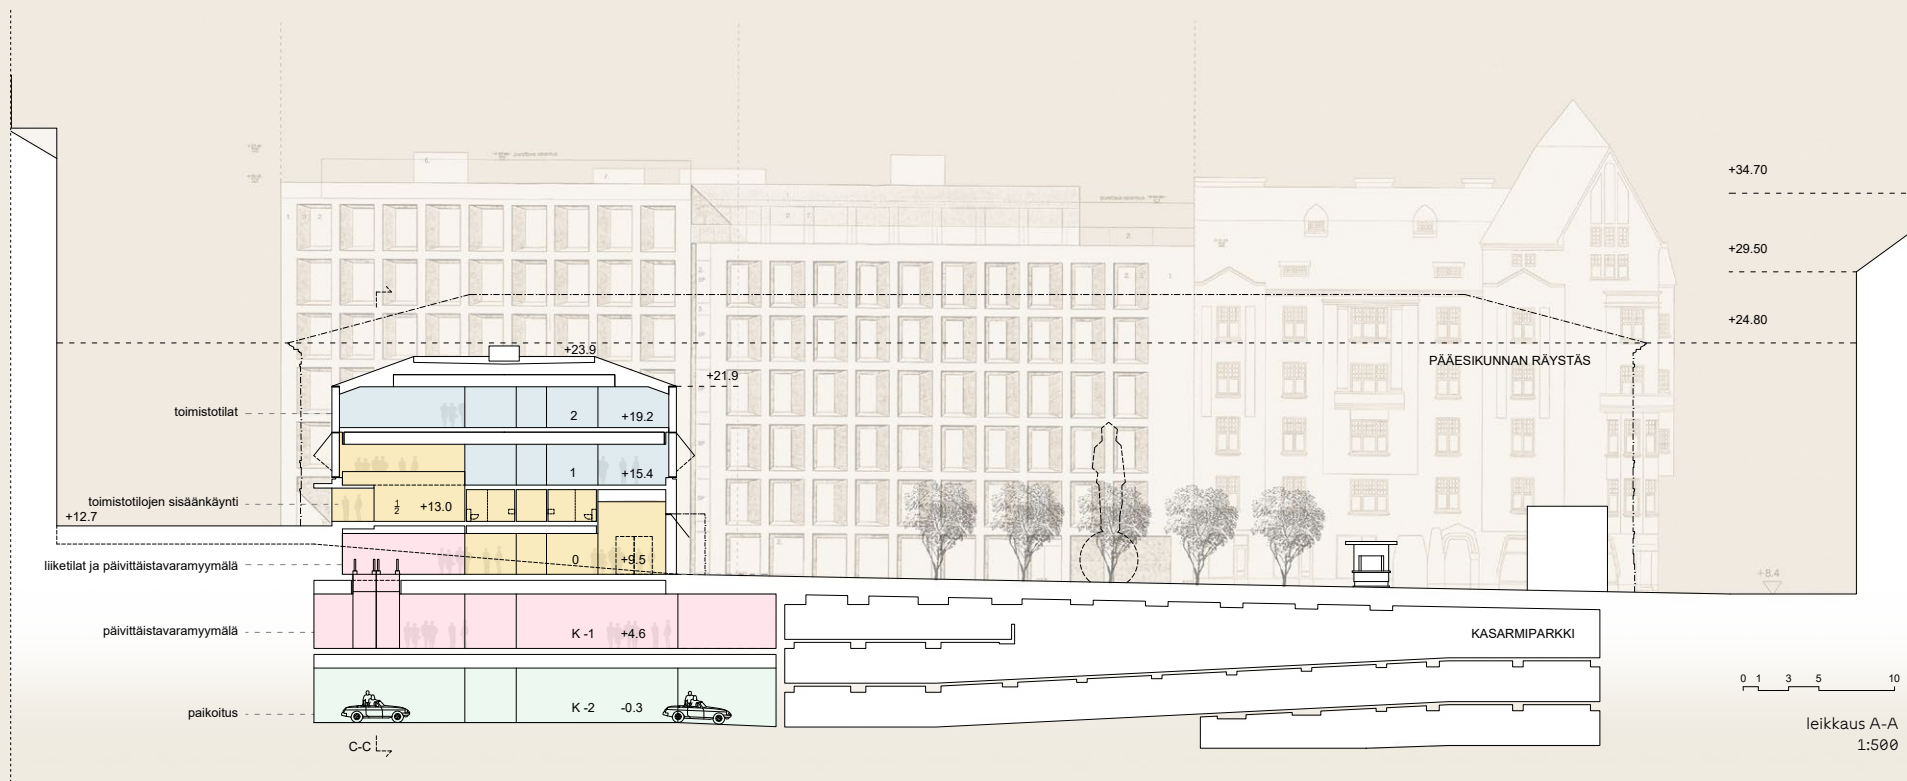 +34.70
+29.50
+24.80
+23.9
PÄÄESIKUNNAN RÄYSTÄS
+21.9
toimistotilat
2 +19.2
1 +15.4
toimistotilojen sisäänkäynti
½ +13.0
+12.7
liiketilat ja päivittäistavaramyymälä
0 +9.5
+8.4
päivittäistavaramyymälä
K -1 +4.6
KASARMIPARKKI
0 1 3 5 10
paikoitus
K -2 -0.3
leikkaus A-A
1:500
C-C